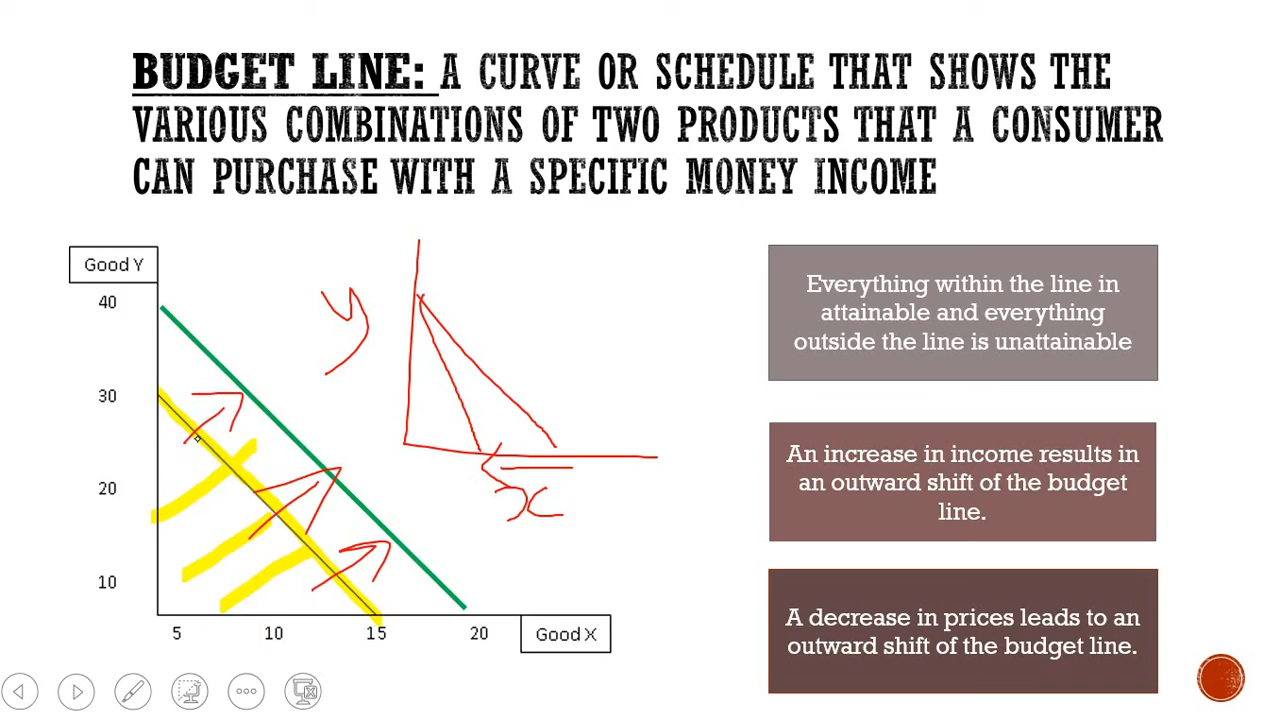 BUDGET LINE: A CURVE OR SCHEDULE THAT SHOWS THE
VARIOUS COMBINATIONS OF TWO PRODUCTS THAT A CONSUMER
CAN PURCHASE WITH A SPECIFIC MONEY INCOME
Good Y
40
30
20
10
5
10
15
20
Good X
y
x
Everything within the line in
attainable and everything
outside the line is unattainable
An increase in income results in
an outward shift of the budget
line.
A decrease in prices leads to an
outward shift of the budget line.